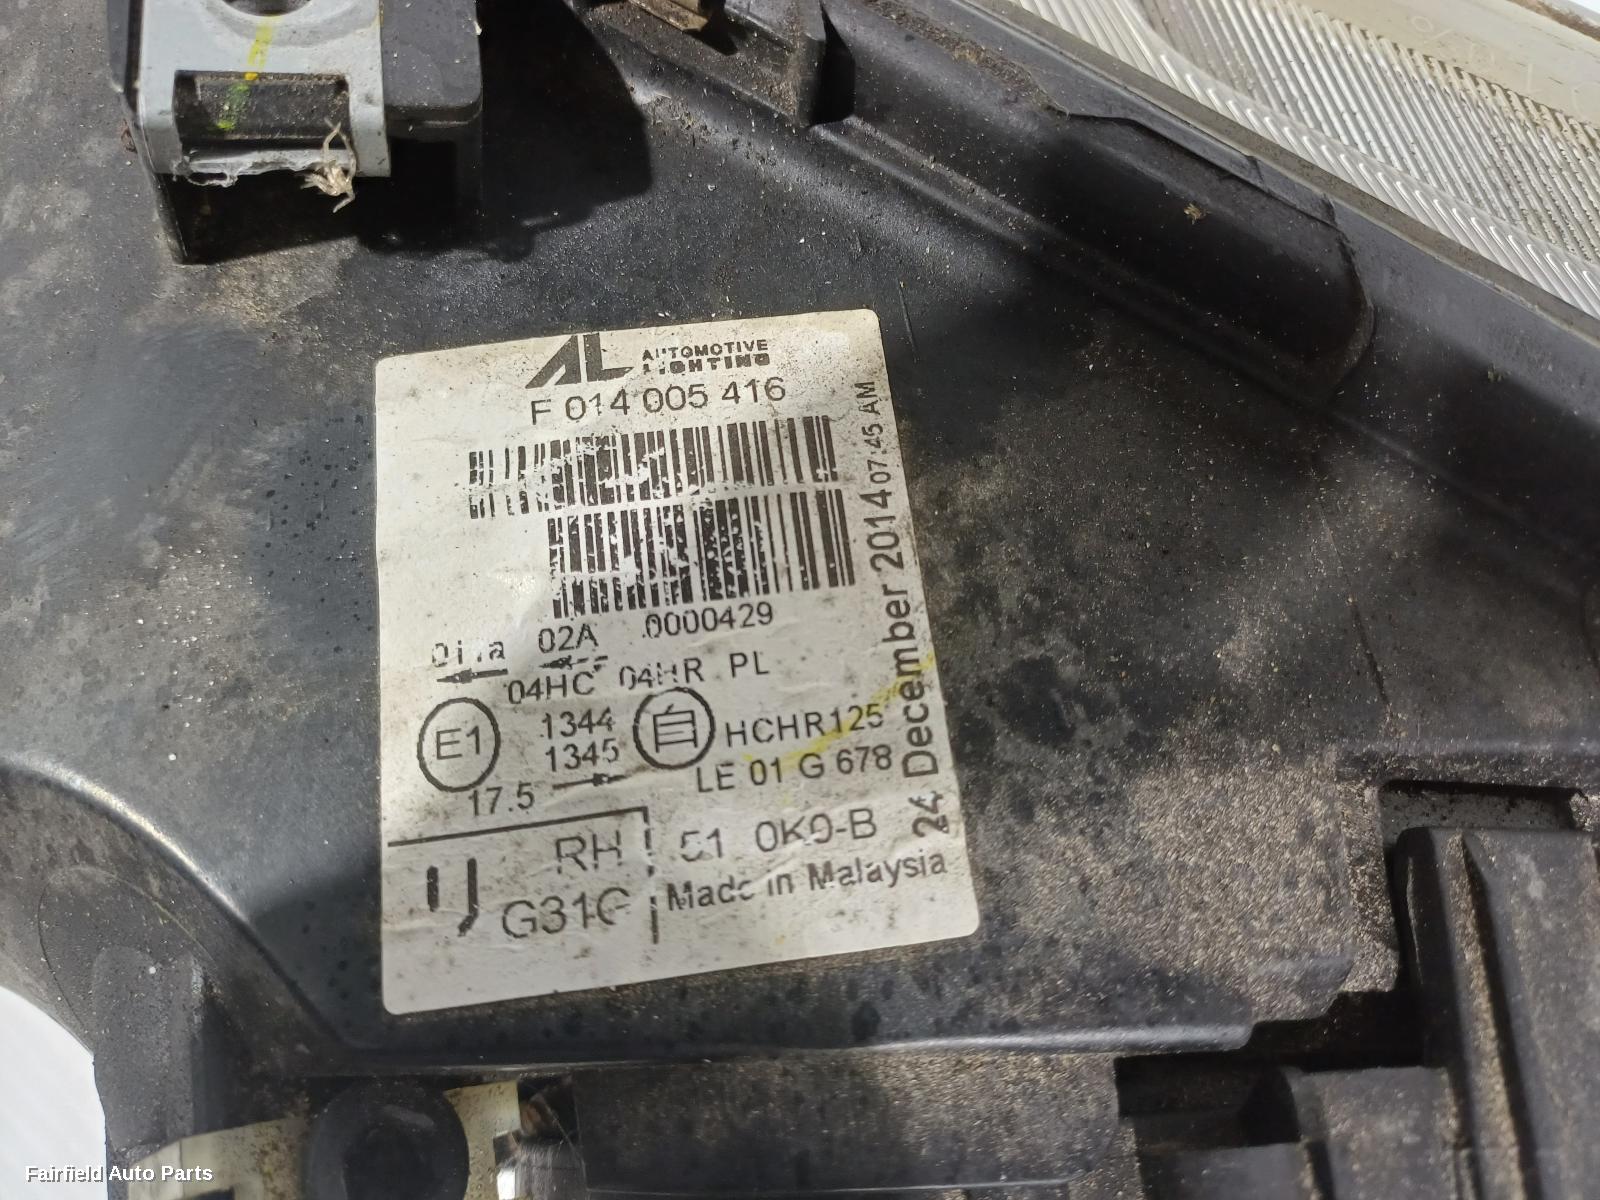 AL AUTOMOTIVE LIGHTING
F 014 005 416
02A 0000429
04HC 04HR PL
E1 1344 自 HCHR125
1345 LE 01 G 678
17.5
RH
Made in Malaysia
24 December 2014 07:45 AM
Fairfield Auto Parts